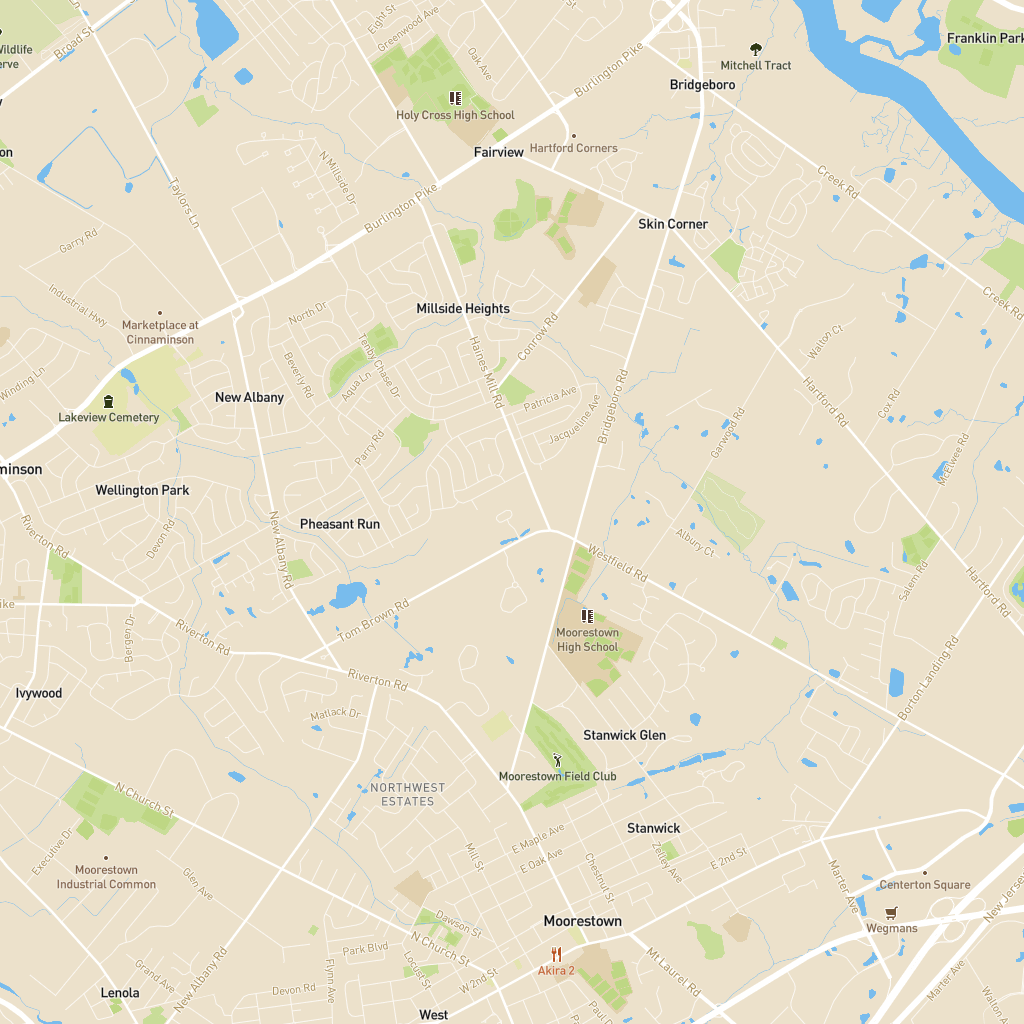 Eight St
Greenwood Ave
Broad St
Wildlife
Oak Ave
Burlington Pike
Franklin Park
Mitchell Tract
Bridgeboro
Holy Cross High School
Fairview
Hartford Corners
N Millside Dr
Taylors Ln
Creek Rd
Burlington Pike
Skin Corner
Garry Rd
Industrial Hwy
North Dr
Millside Heights
Creek Rd
Marketplace at
Cinnaminson
Conrow Rd
Walton Ct
Tenby Chase Dr
Haines Mill Rd
Beverly Rd
Aqua Ln
Winding Ln
New Albany
Patricia Ave
Hartford Rd
Cox Rd
Lakeview Cemetery
Bridgeboro Rd
Jacqueline Ave
Garwood Rd
Parry Rd
McElwee Rd
minson
Wellington Park
Pheasant Run
Riverton Rd
Devon Rd
New Albany Rd
Albury Ct
Westfield Rd
Salem Rd
Hartford Rd
ike
Tom Brown Rd
Bergen Dr
Riverton Rd
Moorestown
High School
Borton Landing Rd
Riverton Rd
Ivywood
Matlack Dr
Stanwick Glen
Moorestown Field Club
NORTHWEST
ESTATES
N Church St
Stanwick
Executive Dr
E Maple Ave
E Oak Ave
Mill St
Zelley Ave
E 2nd St
Chestnut St
Moorestown
Industrial Common
Glen Ave
Marter Ave
Centerton Square
New Jersey
Wegmans
Moorestown
Dawson St
N Church St
Park Blvd
Akira 2
Mt Laurel Rd
Locust St
W 2nd St
Grand Ave
Flynn Ave
Devon Rd
New Albany Rd
Marter Ave
Lenola
West